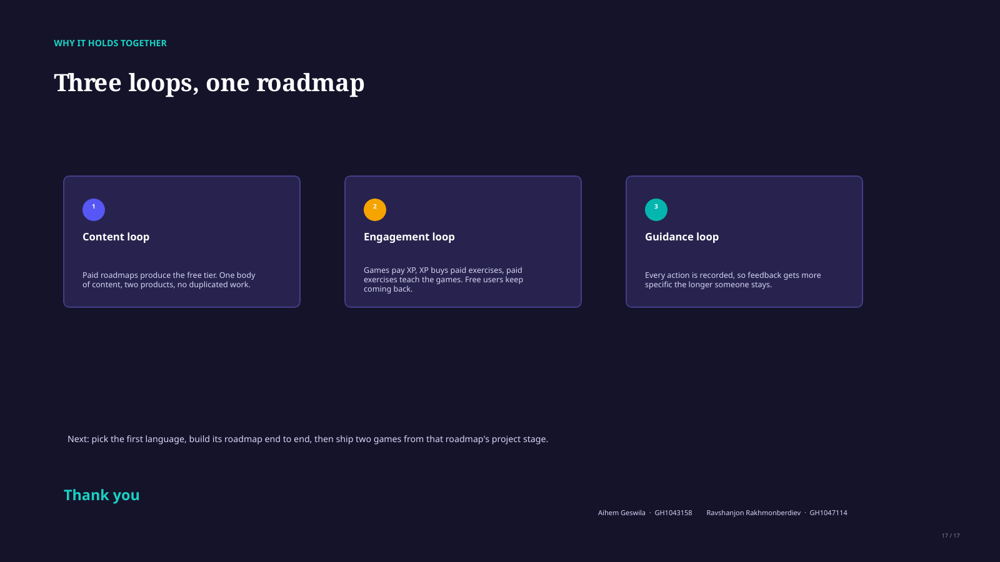 WHY IT HOLDS TOGETHER
Three loops, one roadmap
1
Content loop
Paid roadmaps produce the free tier. One body
of content, two products, no duplicated work.
2
Engagement loop
Games pay XP, XP buys paid exercises, paid
exercises teach the games. Free users keep
coming back.
3
Guidance loop
Every action is recorded, so feedback gets more
specific the longer someone stays.
Next: pick the first language, build its roadmap end to end, then ship two games from that roadmap's project stage.
Thank you
Aihem Geswila · GH1043158 Ravshanjon Rakhmonberdiev · GH1047114
17 / 17